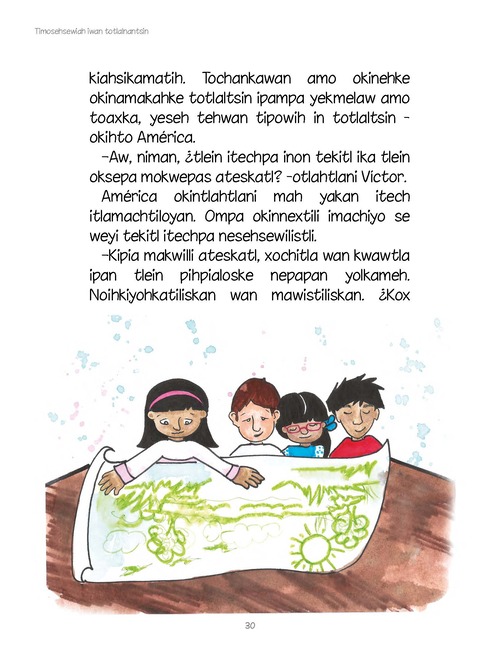 Timosehsewiah iwan totlalnantsin
kiahsikamatih. Tochankawan amo okinehke
okinamakahke totlaltsin ipampa yekmelaw amo
toaxka, yeseh tehwan tipowih in totlaltsin -
okihto América.
–Aw, niman, ¿tlein itechpa inon tekitl ika tlein
oksepa mokwepas ateskatl? -otlahtlani Victor.
América okintlahtlani mah yakan itech
itlamachtiloyan. Ompa okinnextili imachiyo se
weyi tekitl itechpa nesehsewilistli.
–Kipia makwilli ateskatl, xochitla wan kwawtla
ipan tlein pihpialoske nepapan yolkameh.
Noihkiyohkatiliskan wan mawistiliskan. ¿Kox
30